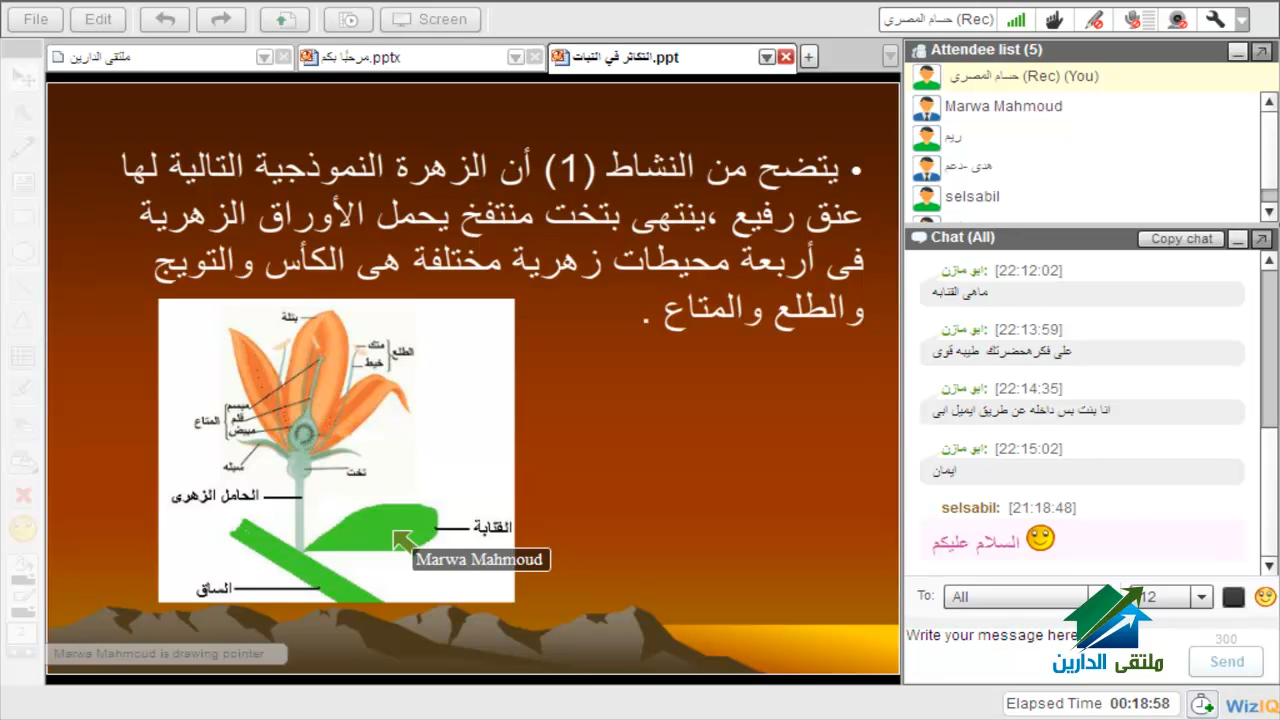 File
Edit
Screen
حسام المصري (Rec)
ملتقى الدارين
مرحبًا بكم.pptx
التكاثر في النبات.ppt
Attendee list (5)
حسام المصري (Rec) (You)
Marwa Mahmoud
ريم
هدى -دعم
selsabil
• يتضح من النشاط (1) أن الزهرة النموذجية التالية لها
عنق رفيع ،ينتهى بتخت منتفخ يحمل الأوراق الزهرية
فى أربعة محيطات زهرية مختلفة هى الكأس والتويج
والطلع والمتاع .
بتلة
متك
خيط
الطلع
ميسم
قلم
مبيض
المتاع
سبله
تخت
الحامل الزهرى
القنابة
الساق
Marwa Mahmoud
Marwa Mahmoud is drawing pointer
Chat (All)
Copy chat
ابو مازن: [22:12:02]
ماهى القنابه
ابو مازن: [22:13:59]
على فكرهحضرتك طيبه قوى
ابو مازن: [22:14:35]
انا بنت بس داخله عن طريق ايميل ابى
ابو مازن: [22:15:02]
ايمان
selsabil: [21:18:48]
السلام عليكم
To:
All
12
Write your message here
300
Send
ملتقى الدارين
Elapsed Time 00:18:58
WizIQ